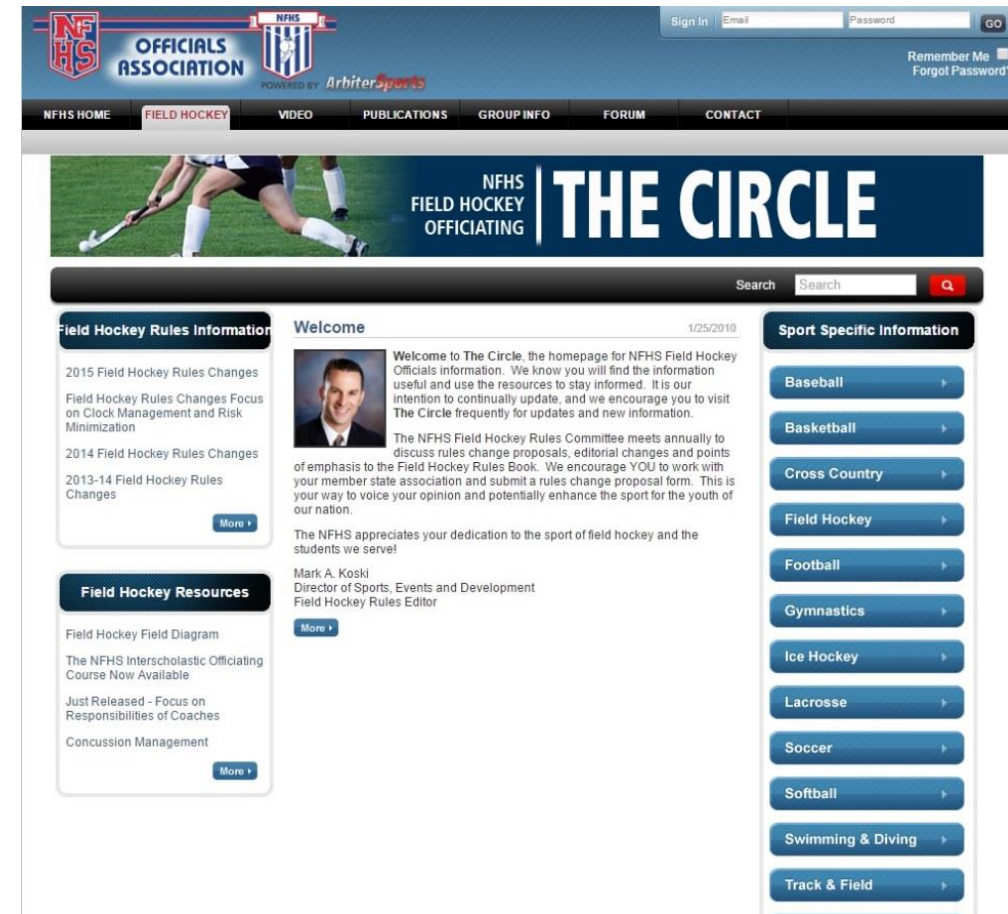 NF
HS
OFFICIALS
ASSOCIATION
NFHS
POWERED BY ArbiterSports
Sign In Email Password GO
Remember Me
Forgot Password?
NFHS HOME FIELD HOCKEY VIDEO PUBLICATIONS GROUP INFO FORUM CONTACT
NFHS
FIELD HOCKEY
OFFICIATING
THE CIRCLE
Search Search
Field Hockey Rules Information
2015 Field Hockey Rules Changes
Field Hockey Rules Changes Focus
on Clock Management and Risk
Minimization
2014 Field Hockey Rules Changes
2013-14 Field Hockey Rules
Changes
More
Field Hockey Resources
Field Hockey Field Diagram
The NFHS Interscholastic Officiating
Course Now Available
Just Released - Focus on
Responsibilities of Coaches
Concussion Management
More
Welcome 1/25/2010
Welcome to The Circle, the homepage for NFHS Field Hockey
Officials information. We know you will find the information
useful and use the resources to stay informed. It is our
intention to continually update, and we encourage you to visit
The Circle frequently for updates and new information.
The NFHS Field Hockey Rules Committee meets annually to
discuss rules change proposals, editorial changes and points
of emphasis to the Field Hockey Rules Book. We encourage YOU to work with
your member state association and submit a rules change proposal form. This is
your way to voice your opinion and potentially enhance the sport for the youth of
our nation.
The NFHS appreciates your dedication to the sport of field hockey and the
students we serve!
Mark A. Koski
Director of Sports, Events and Development
Field Hockey Rules Editor
More
Sport Specific Information
Baseball
Basketball
Cross Country
Field Hockey
Football
Gymnastics
Ice Hockey
Lacrosse
Soccer
Softball
Swimming & Diving
Track & Field